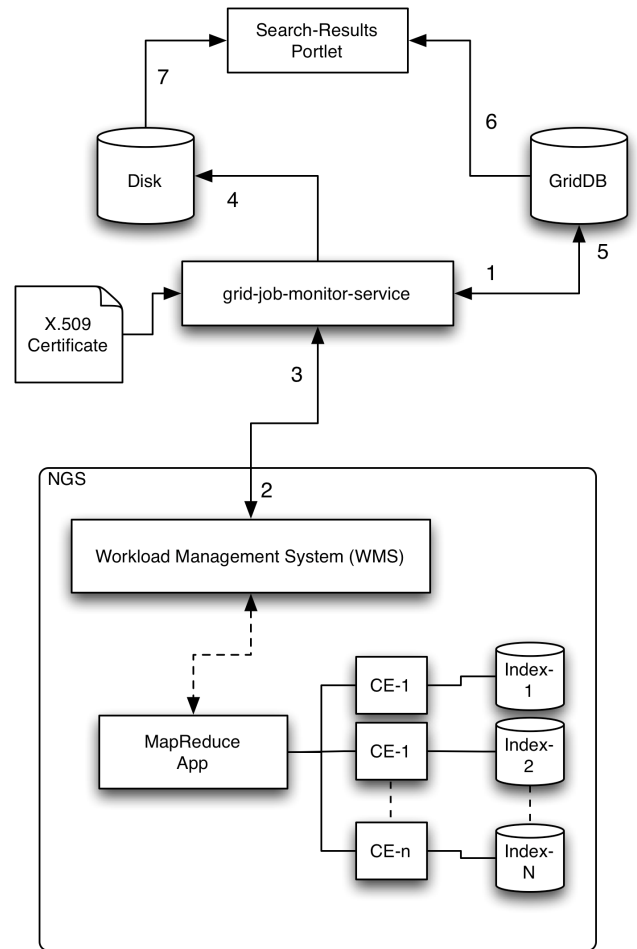 Search-Results
Portlet
7
6
Disk
GridDB
4
5
1
grid-job-monitor-service
X.509
Certificate
3
NGS
2
Workload Management System (WMS)
CE-1
Index-
1
MapReduce
App
CE-1
Index-
2
CE-n
Index-
N